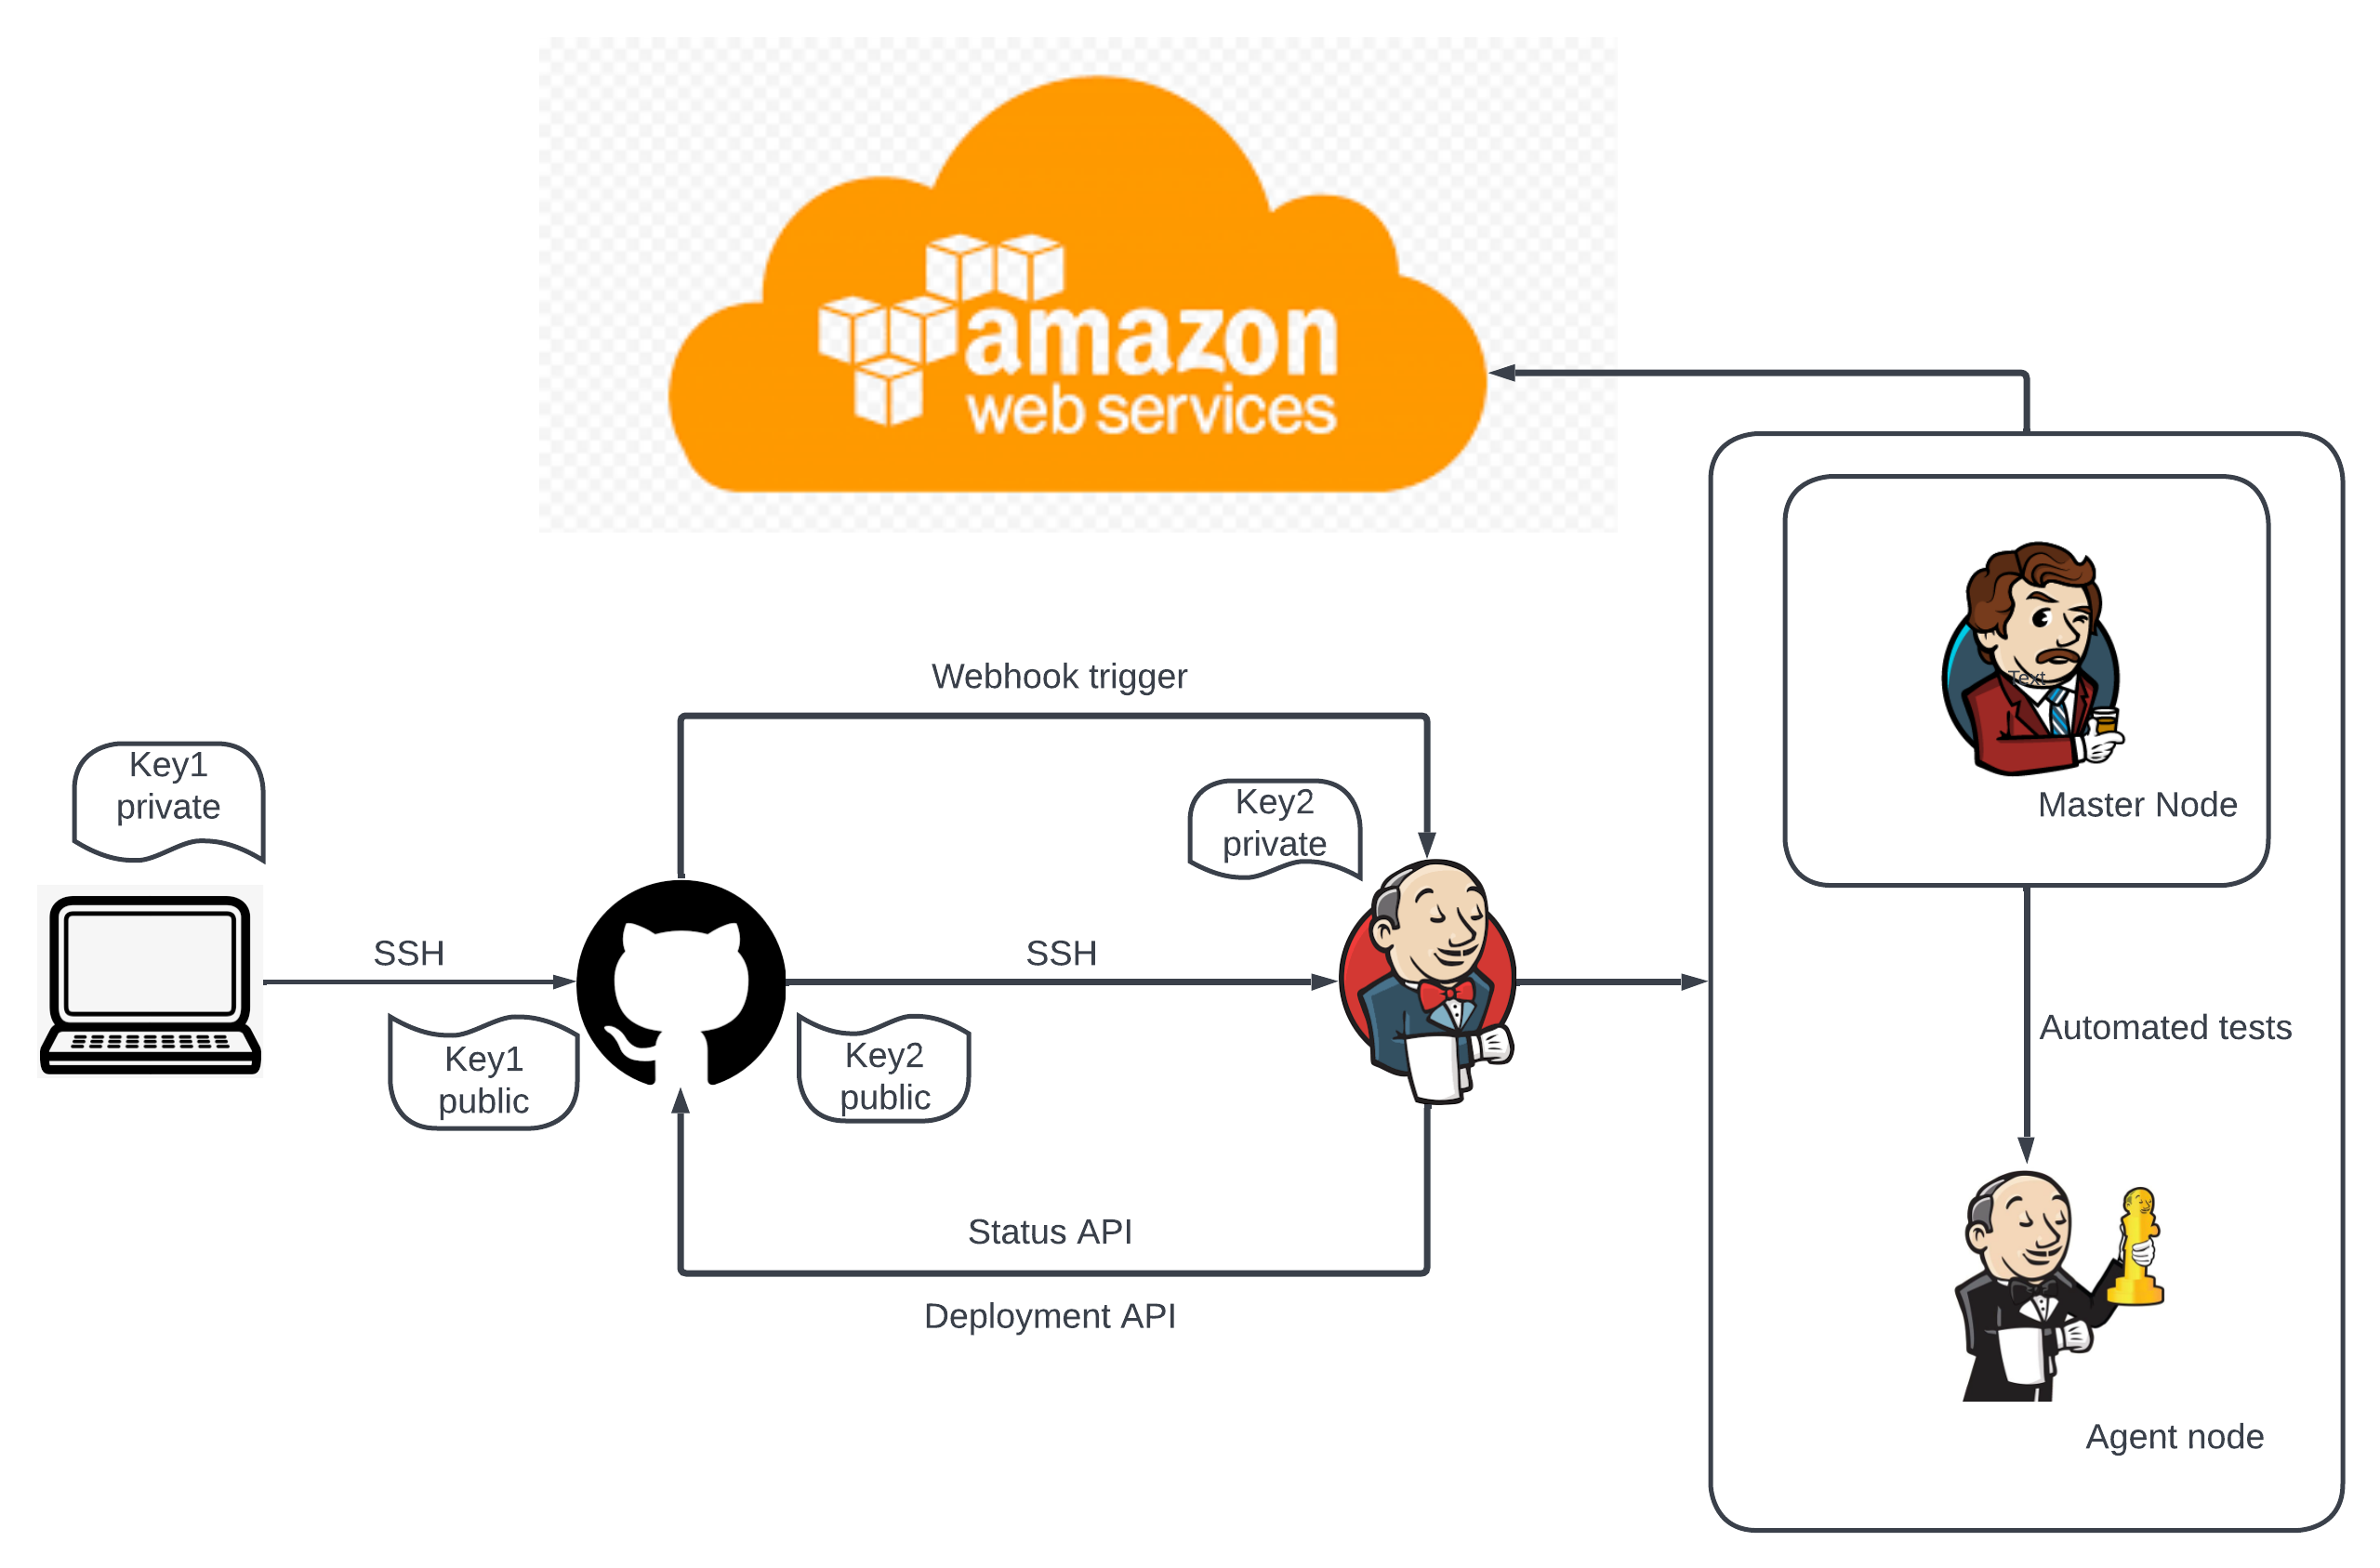 amazon
web services
Webhook trigger
Key1
private
Key2
private
Text
Master Node
SSH
SSH
Key1
public
Key2
public
Automated tests
Status API
Deployment API
Agent node